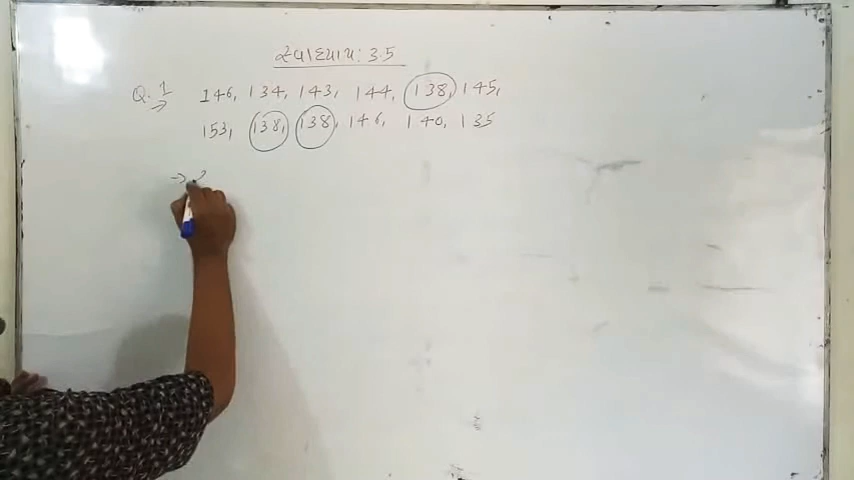 સ્વાધ્યાય: 3.5
Q. 1 146, 134, 143, 144, 138, 145,
153, 138, 138, 146, 140, 135
→